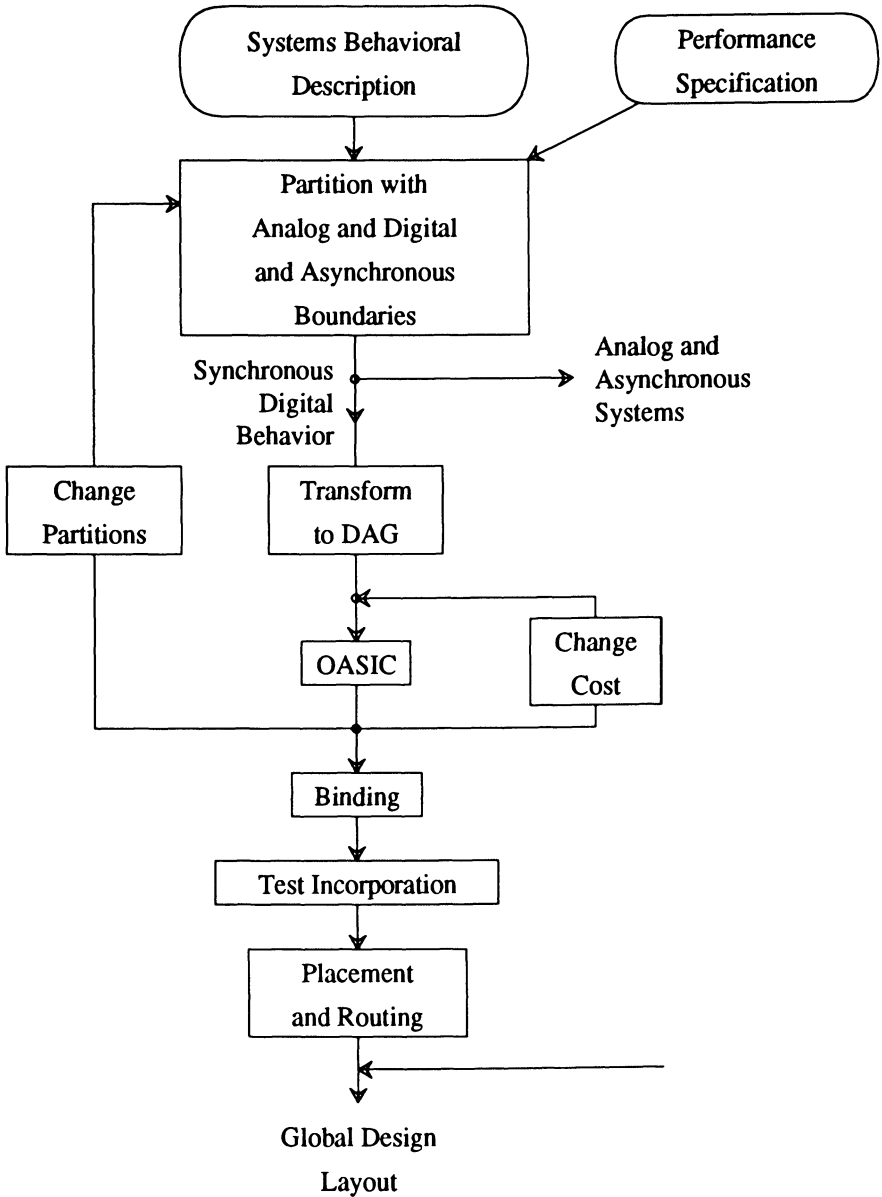 Systems Behavioral
Description
Performance
Specification
Partition with
Analog and Digital
and Asynchronous
Boundaries
Synchronous
Digital
Behavior
Analog and
Asynchronous
Systems
Change
Partitions
Transform
to DAG
OASIC
Change
Cost
Binding
Test Incorporation
Placement
and Routing
Global Design
Layout